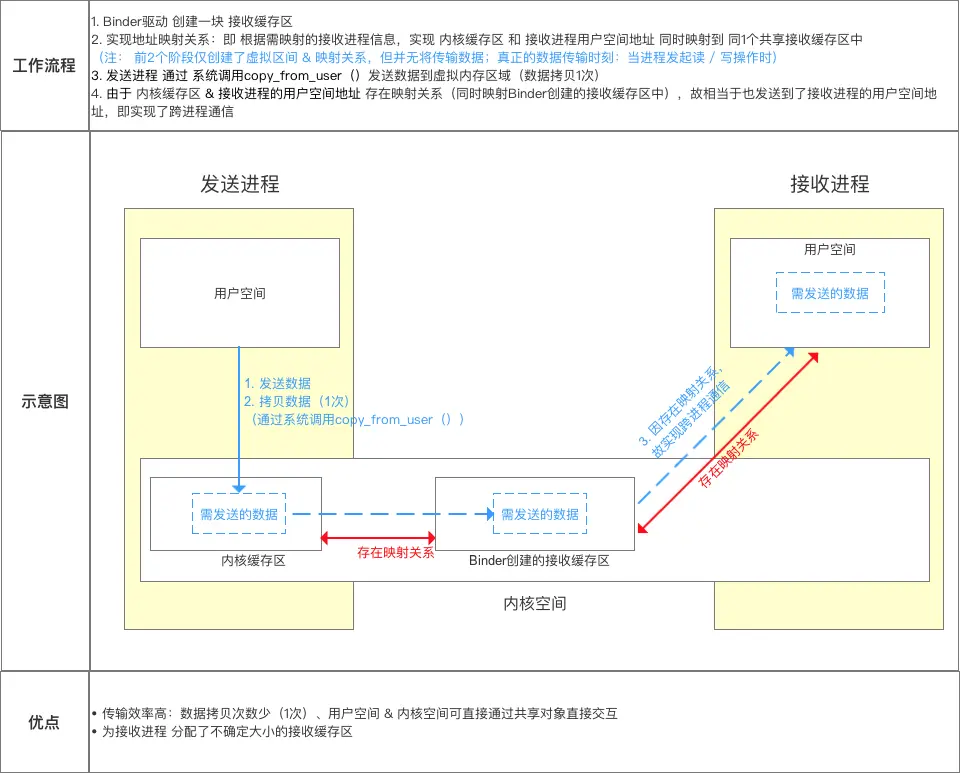 工作流程
1. Binder驱动 创建一块 接收缓存区
2. 实现地址映射关系：即 根据需映射的接收进程信息，实现 内核缓存区 和 接收进程用户空间地址 同时映射到 同1个共享接收缓存区中
（注： 前2个阶段仅创建了虚拟区间 & 映射关系，但并无将传输数据；真正的数据传输时刻：当进程发起读 / 写操作时）
3. 发送进程 通过 系统调用copy_from_user（）发送数据到虚拟内存区域（数据拷贝1次）
4. 由于 内核缓存区 & 接收进程的用户空间地址 存在映射关系（同时映射Binder创建的接收缓存区中），故相当于也发送到了接收进程的用户空间地
址，即实现了跨进程通信
示意图
发送进程
接收进程
用户空间
用户空间
需发送的数据
1. 发送数据
2. 拷贝数据（1次）
（通过系统调用copy_from_user（））
3. 因存在映射关系，
故实现跨进程通信
存在映射关系
需发送的数据
需发送的数据
存在映射关系
内核缓存区
Binder创建的接收缓存区
内核空间
优点
• 传输效率高：数据拷贝次数少（1次）、用户空间 & 内核空间可直接通过共享对象直接交互
• 为接收进程 分配了不确定大小的接收缓存区